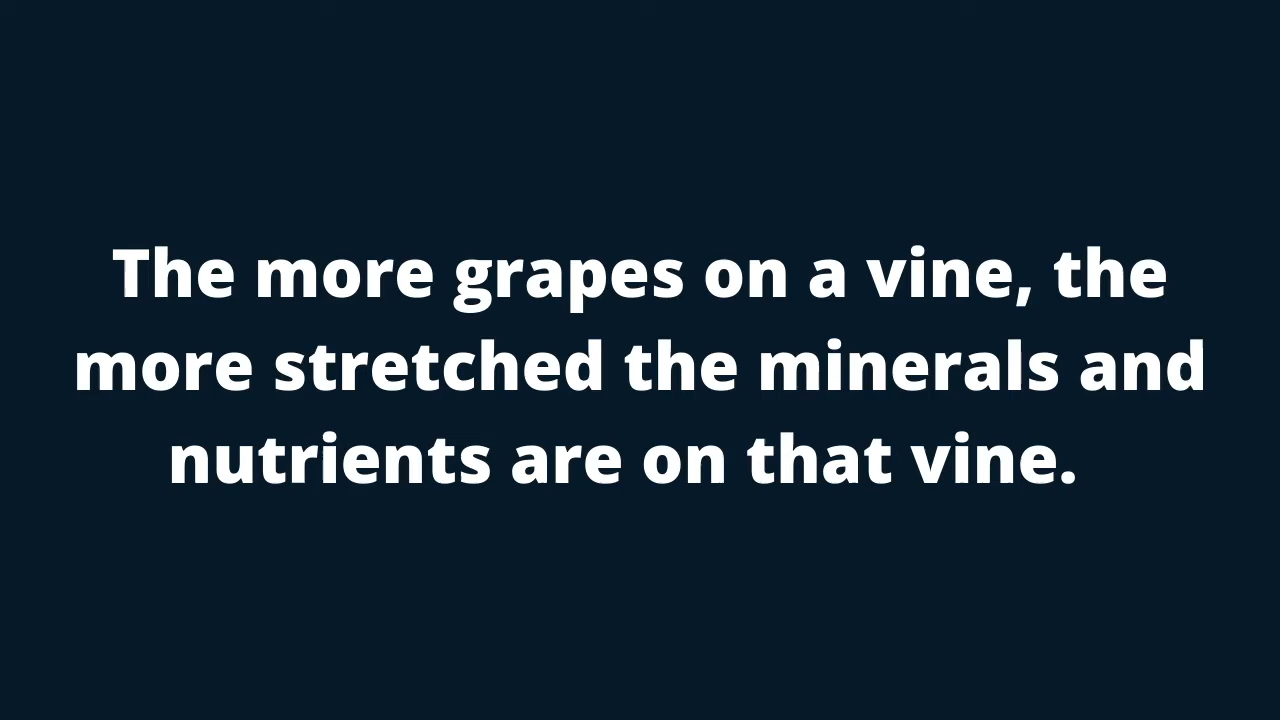 The more grapes on a vine, the
more stretched the minerals and
nutrients are on that vine.